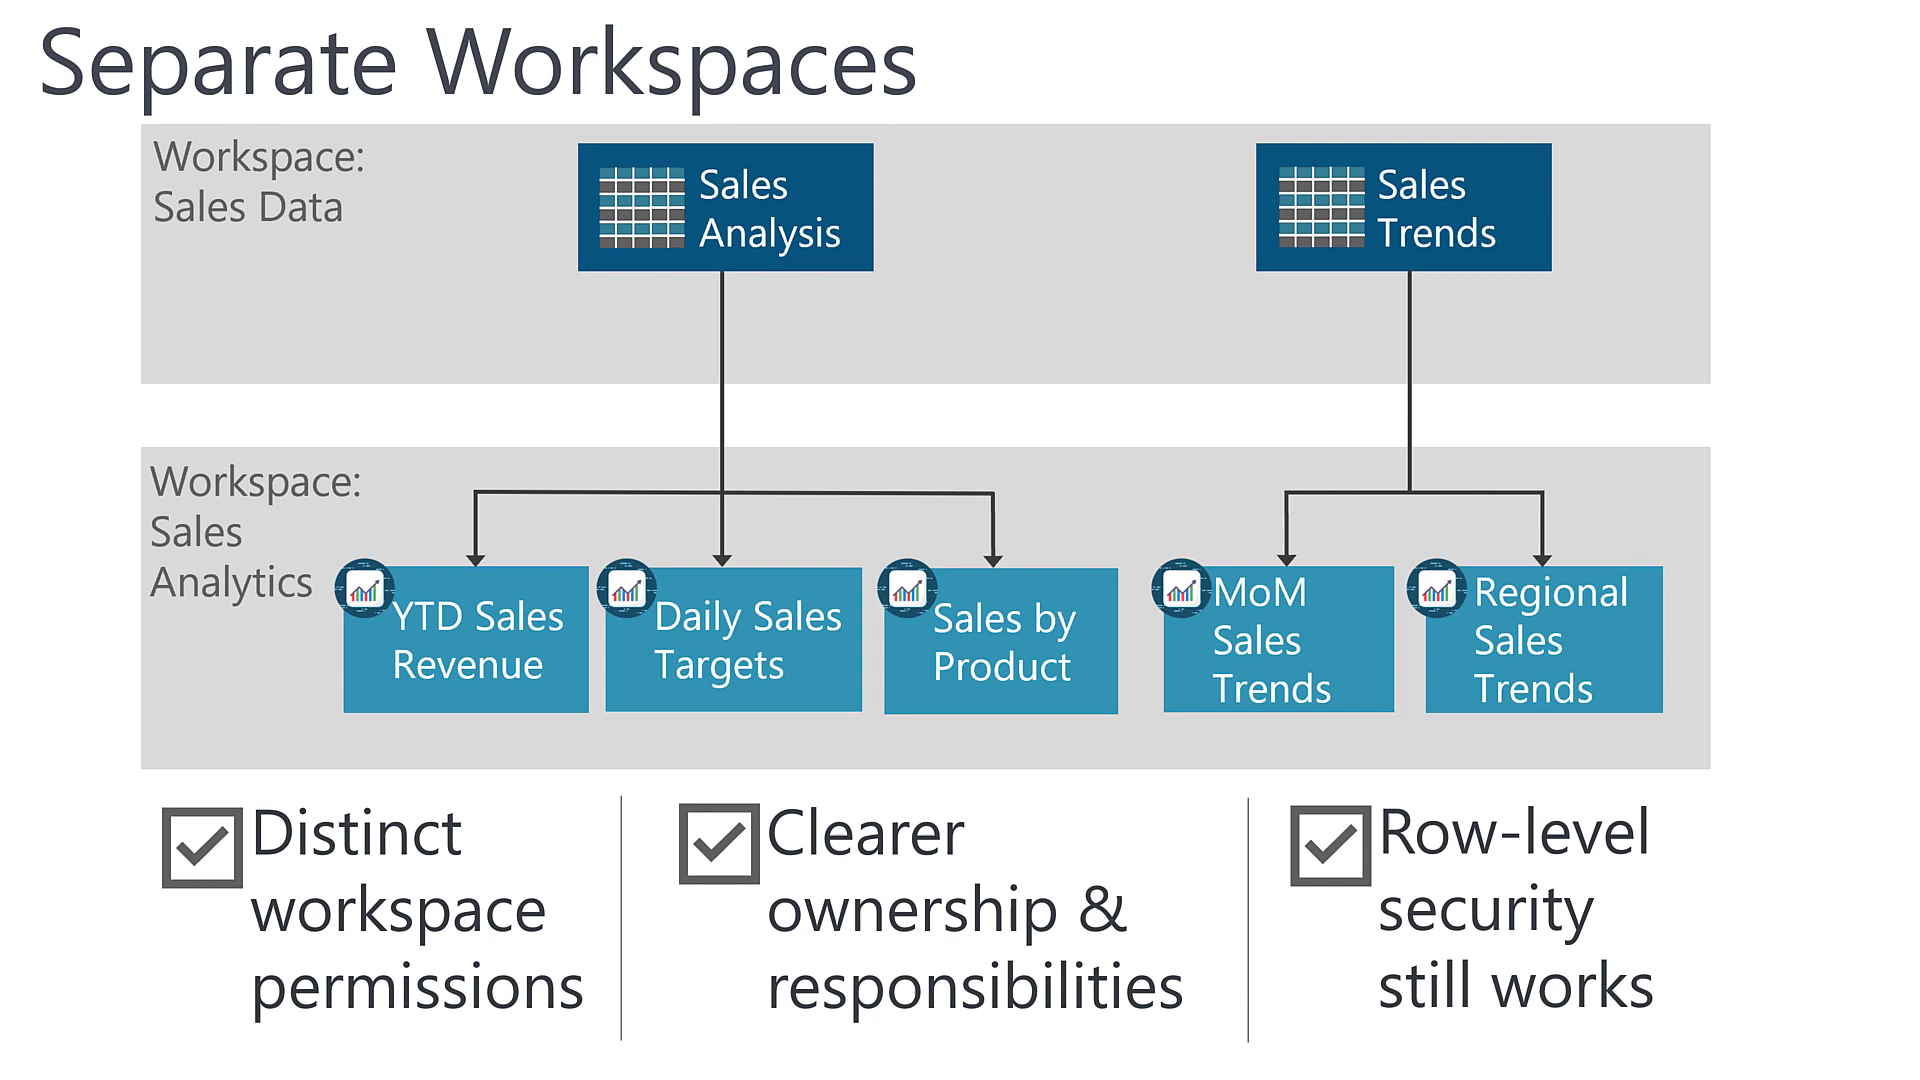 Separate Workspaces
Workspace:
Sales Data
Sales
Analysis
Sales
Trends
Workspace:
Sales
Analytics
YTD Sales
Revenue
Daily Sales
Targets
Sales by
Product
MoM
Sales
Trends
Regional
Sales
Trends
Distinct
workspace
permissions
Clearer
ownership &
responsibilities
Row-level
security
still works